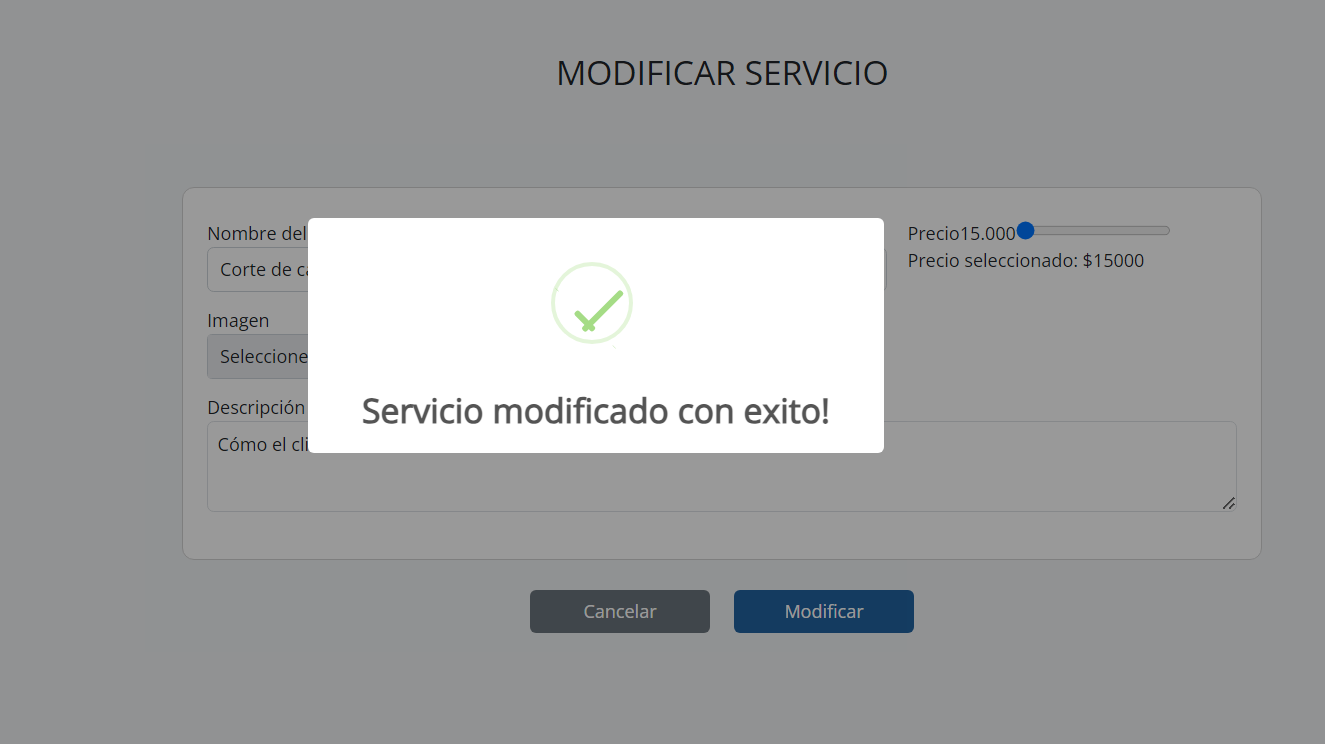 MODIFICAR SERVICIO
Nombre del
Corte de
Precio15.000
Precio seleccionado: $15000
Imagen
Seleccione
Servicio modificado con exito!
Descripción
Cómo el
Cancelar
Modificar